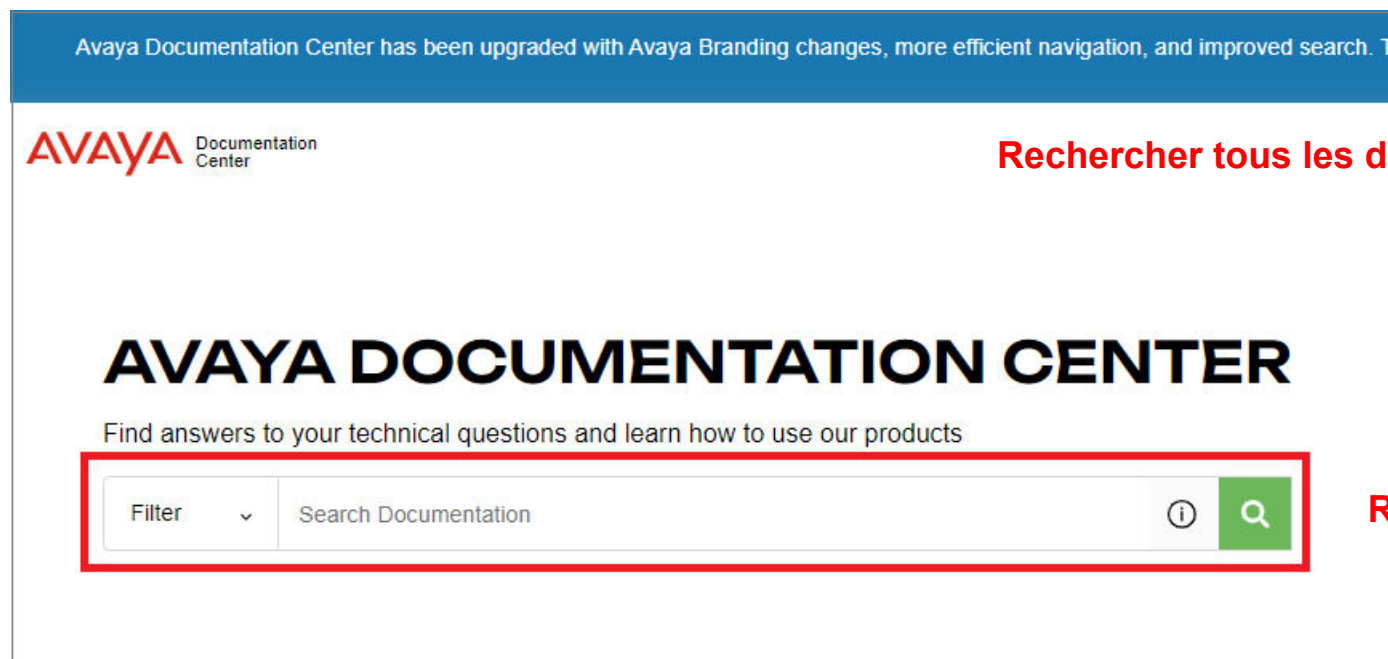 Avaya Documentation Center has been upgraded with Avaya Branding changes, more efficient navigation, and improved search.
AVAYA Documentation
Center
Rechercher tous les
AVAYA DOCUMENTATION CENTER
Find answers to your technical questions and learn how to use our products
Filter Search Documentation